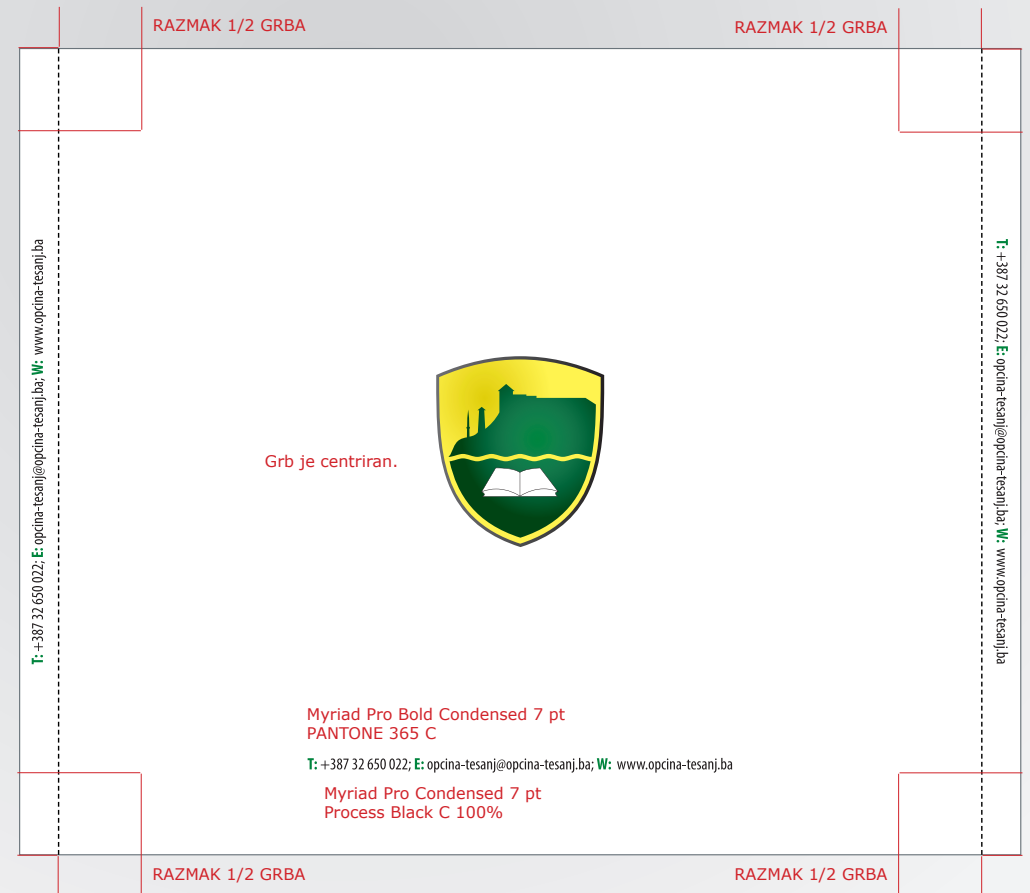 RAZMAK 1/2 GRBA
RAZMAK 1/2 GRBA
T: +387 32 650 022; E: opcina-tesanj@opcina-tesanj.ba; W: www.opcina-tesanj.ba
T: +387 32 650 022; E: opcina-tesanj@opcina-tesanj.ba; W: www.opcina-tesanj.ba
Grb je centriran.
Myriad Pro Bold Condensed 7 pt
PANTONE 365 C
T: +387 32 650 022; E: opcina-tesanj@opcina-tesanj.ba; W: www.opcina-tesanj.ba
Myriad Pro Condensed 7 pt
Process Black C 100%
RAZMAK 1/2 GRBA
RAZMAK 1/2 GRBA